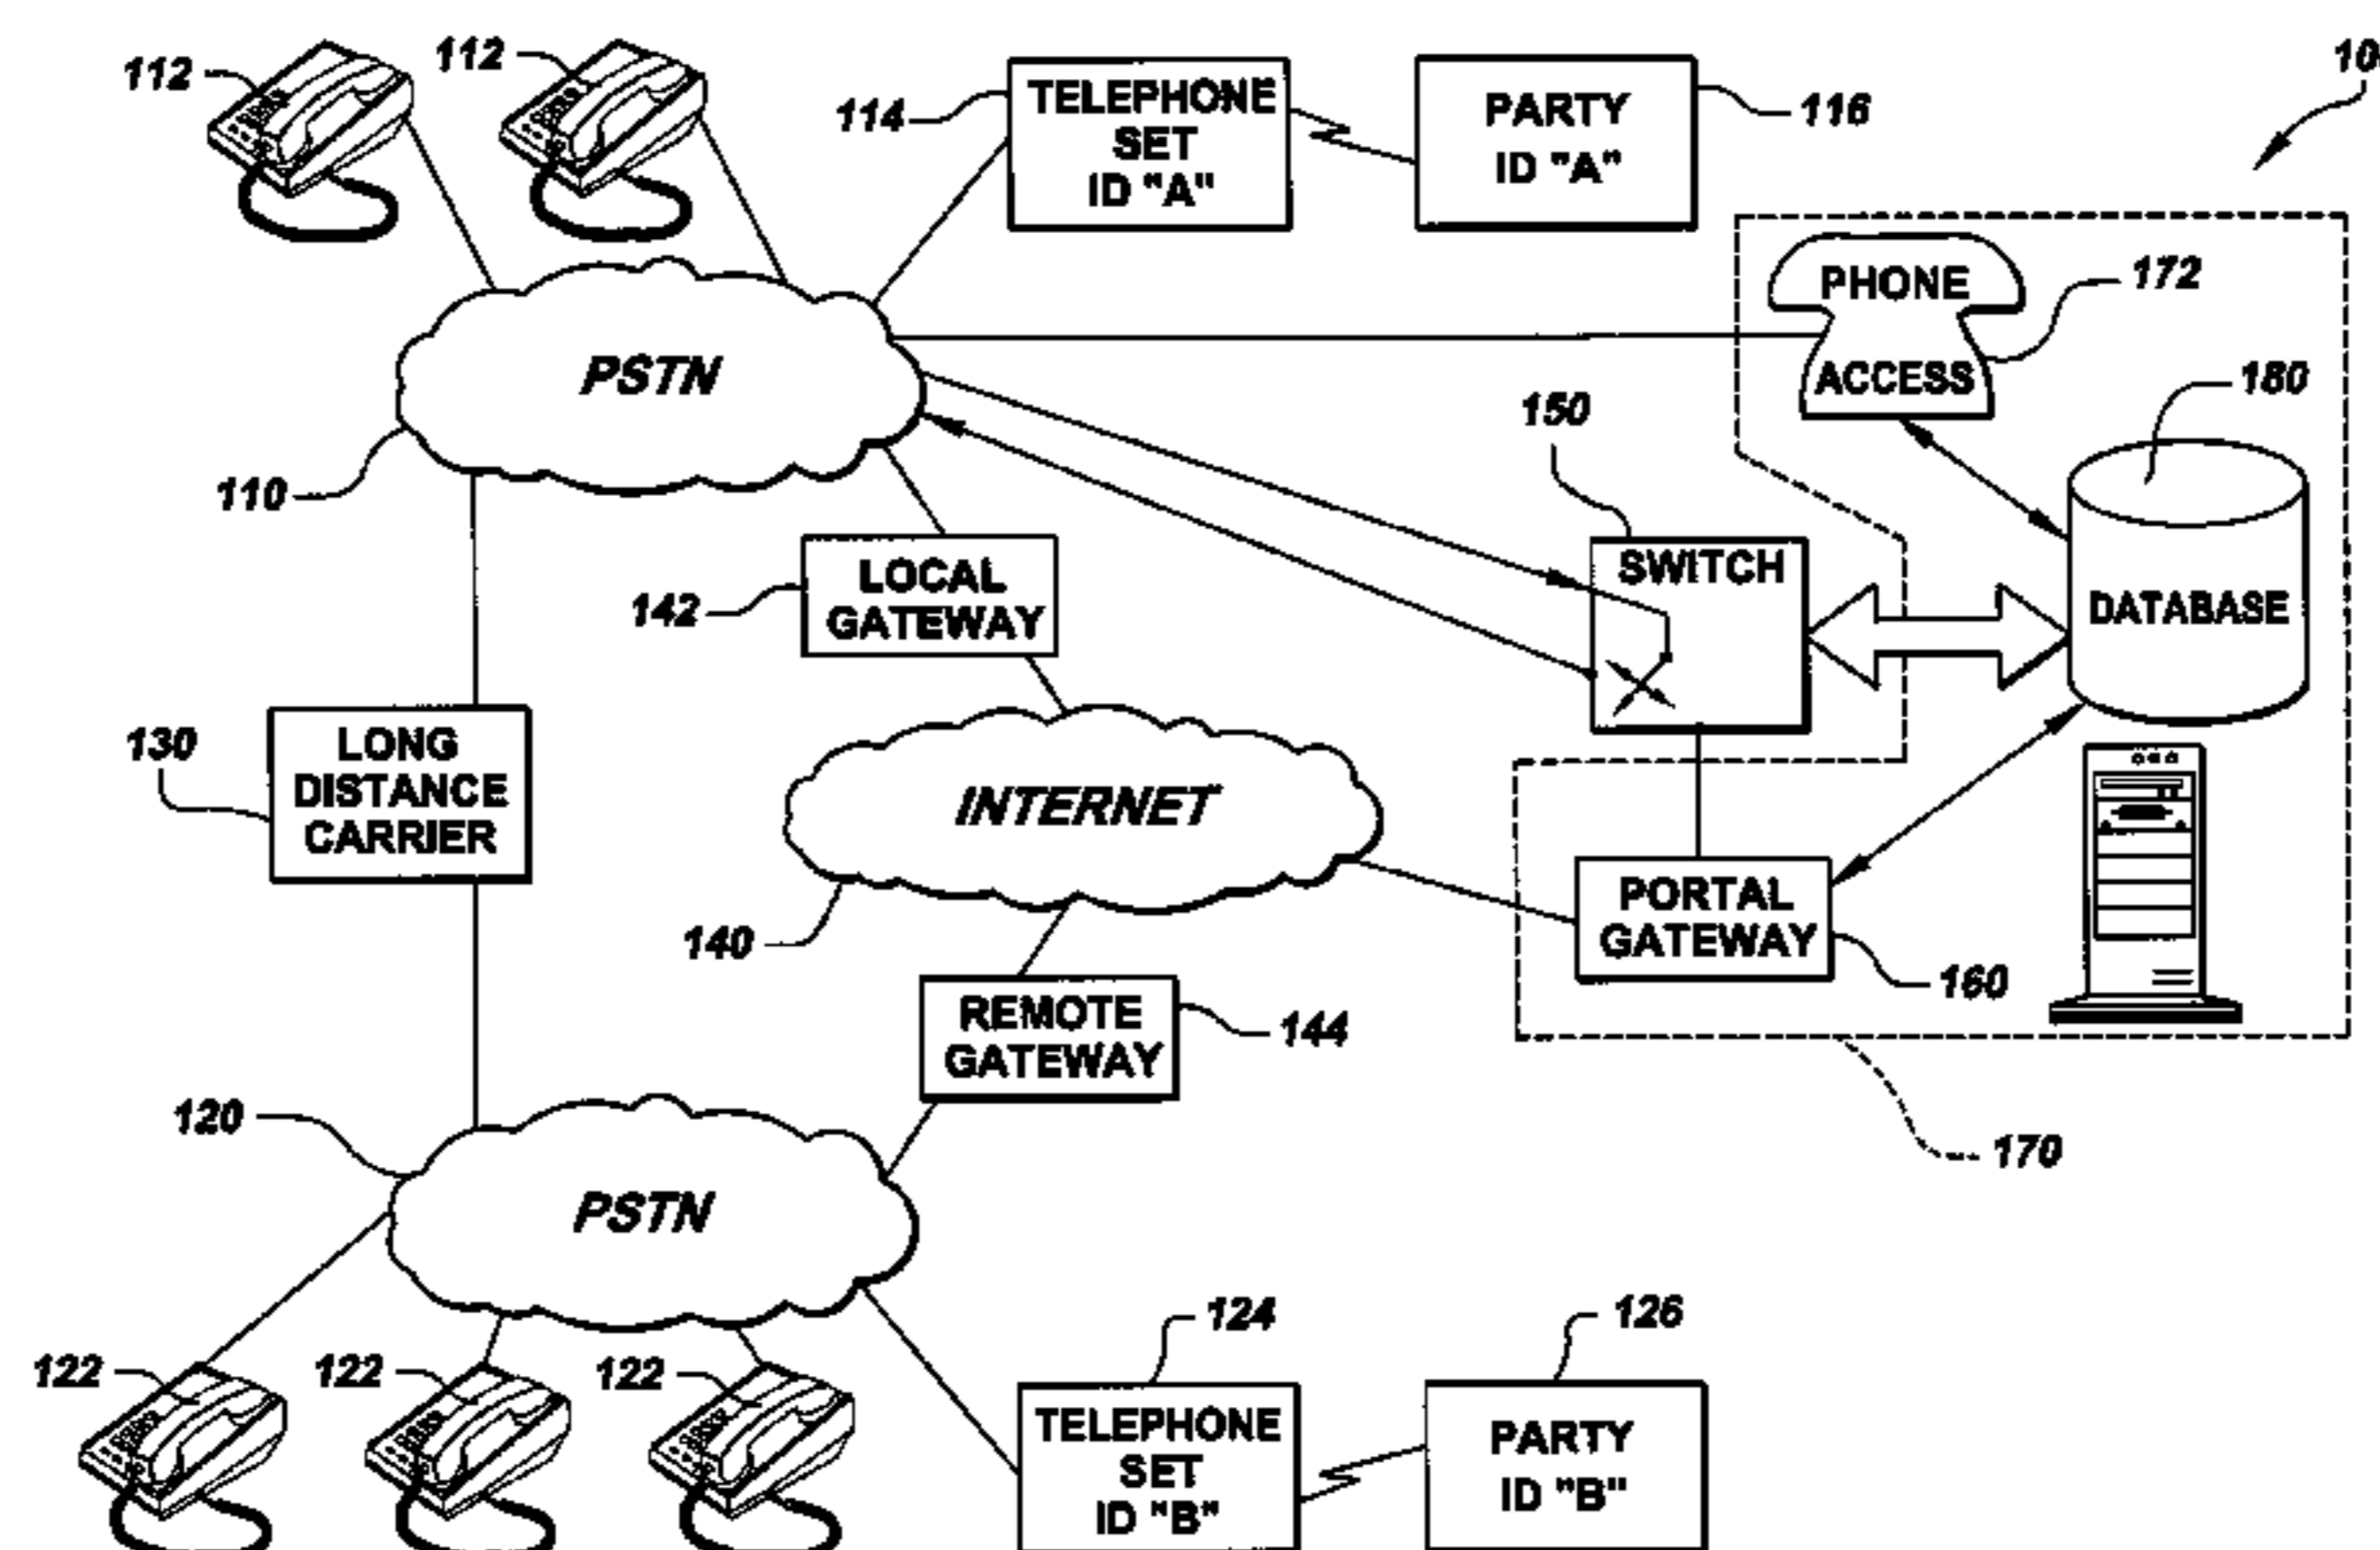 112
112
114
TELEPHONE
SET
ID "A"
PARTY
ID "A"
116
PHONE
ACCESS
172
PSTN
110
150
180
SWITCH
DATABASE
LOCAL
GATEWAY
142
130
LONG
DISTANCE
CARRIER
INTERNET
140
PORTAL
GATEWAY
160
REMOTE
GATEWAY
144
170
120
PSTN
122
122
122
124
TELEPHONE
SET
ID "B"
126
PARTY
ID "B"